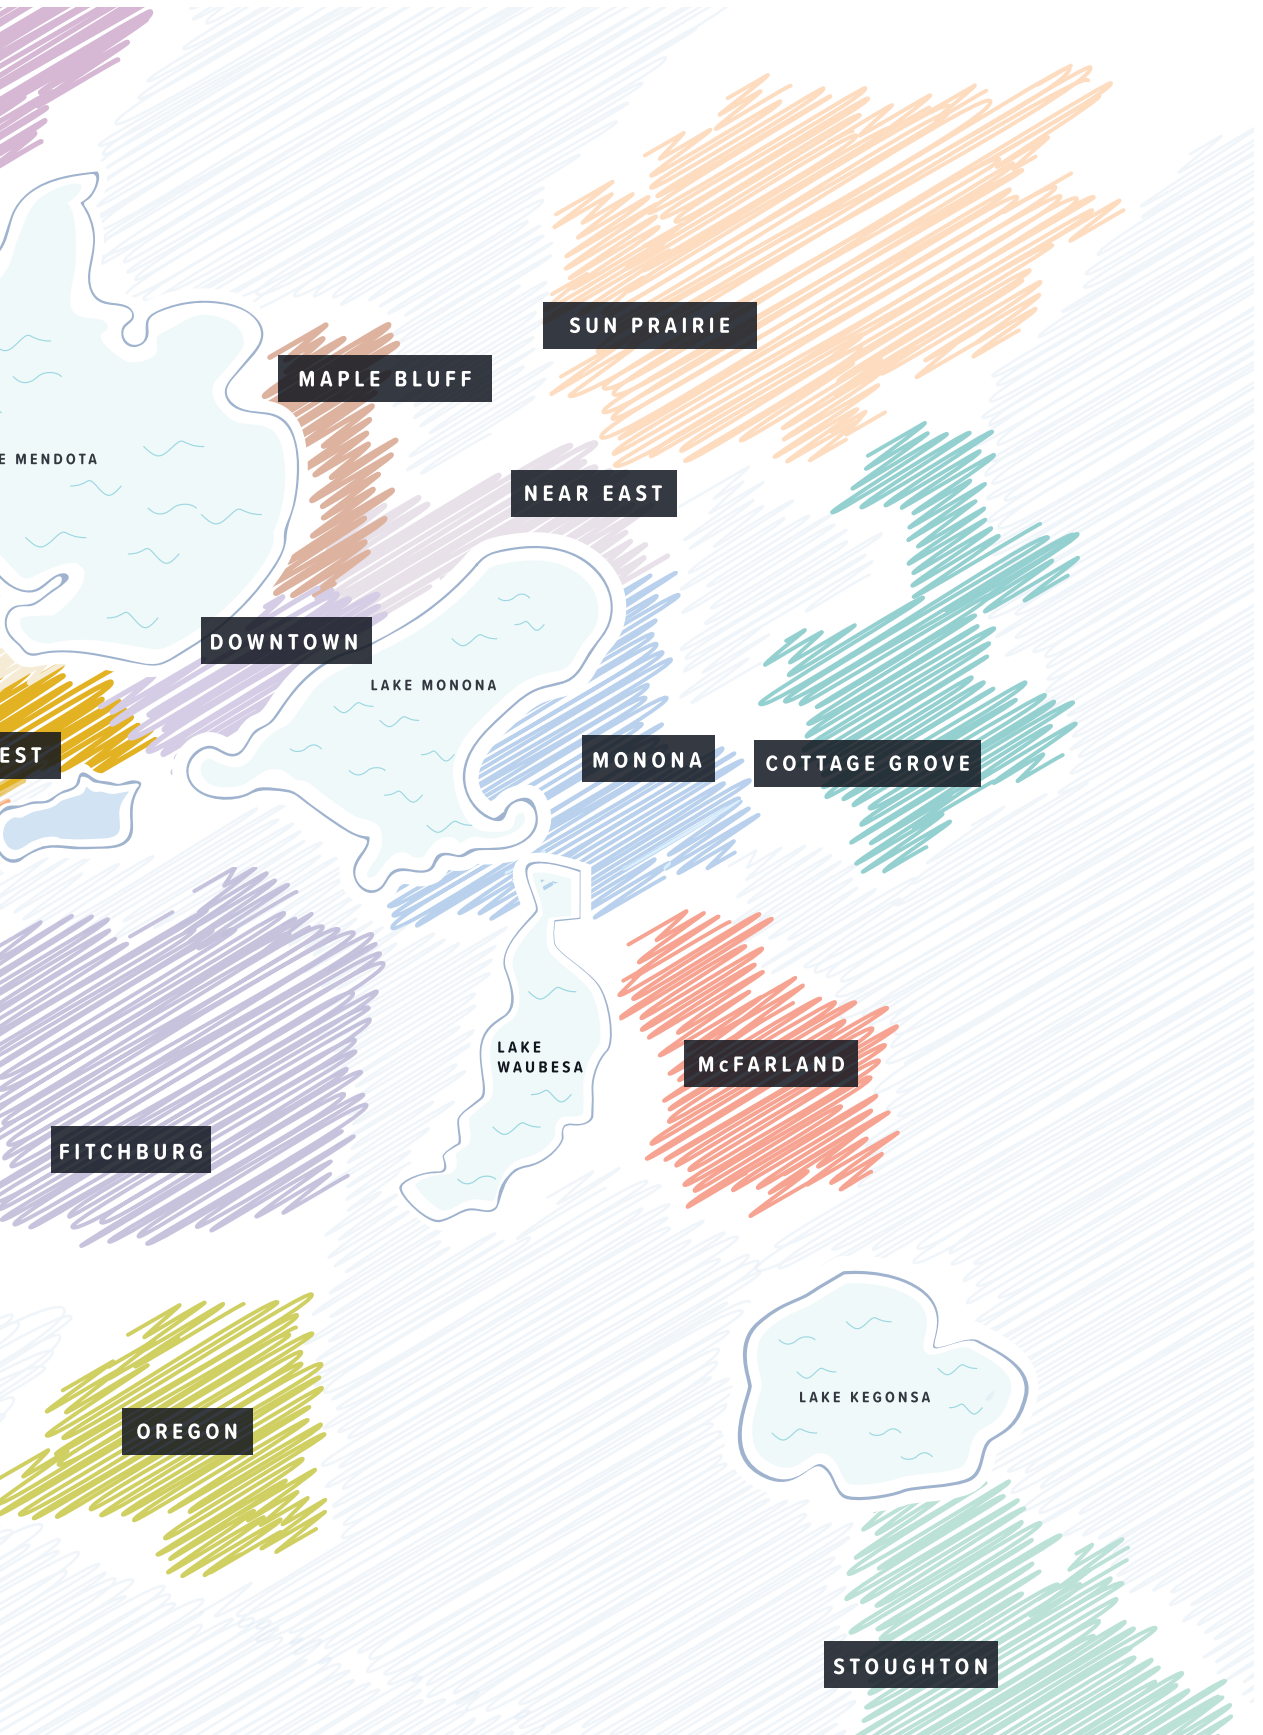 SUN PRAIRIE
MAPLE BLUFF
E MENDOTA
NEAR EAST
DOWNTOWN
LAKE MONONA
EST
MONONA
COTTAGE GROVE
LAKE
WAUBESA
McFARLAND
FITCHBURG
LAKE KEGONSA
OREGON
STOUGHTON